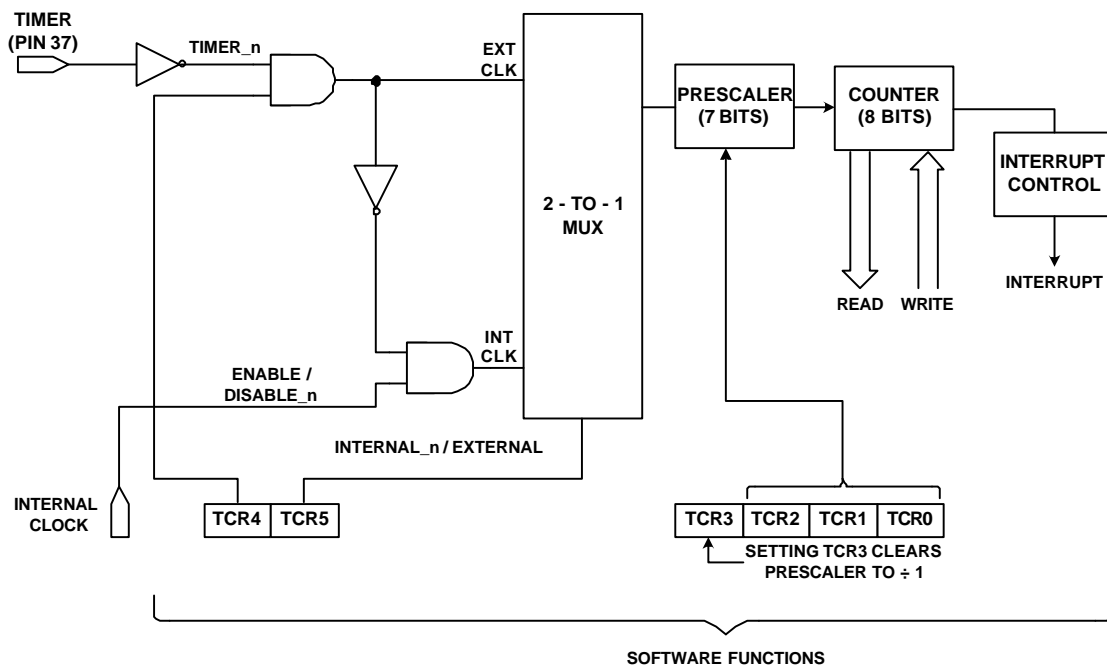 TIMER
(PIN 37)
TIMER_n
EXT
CLK
PRESCALER
(7 BITS)
COUNTER
(8 BITS)
INTERRUPT
CONTROL
2 - TO - 1
MUX
INTERRUPT
READ
WRITE
INT
CLK
ENABLE /
DISABLE_n
INTERNAL_n / EXTERNAL
INTERNAL
CLOCK
TCR4
TCR5
TCR3
TCR2
TCR1
TCR0
SETTING TCR3 CLEARS
PRESCALER TO ÷ 1
SOFTWARE FUNCTIONS